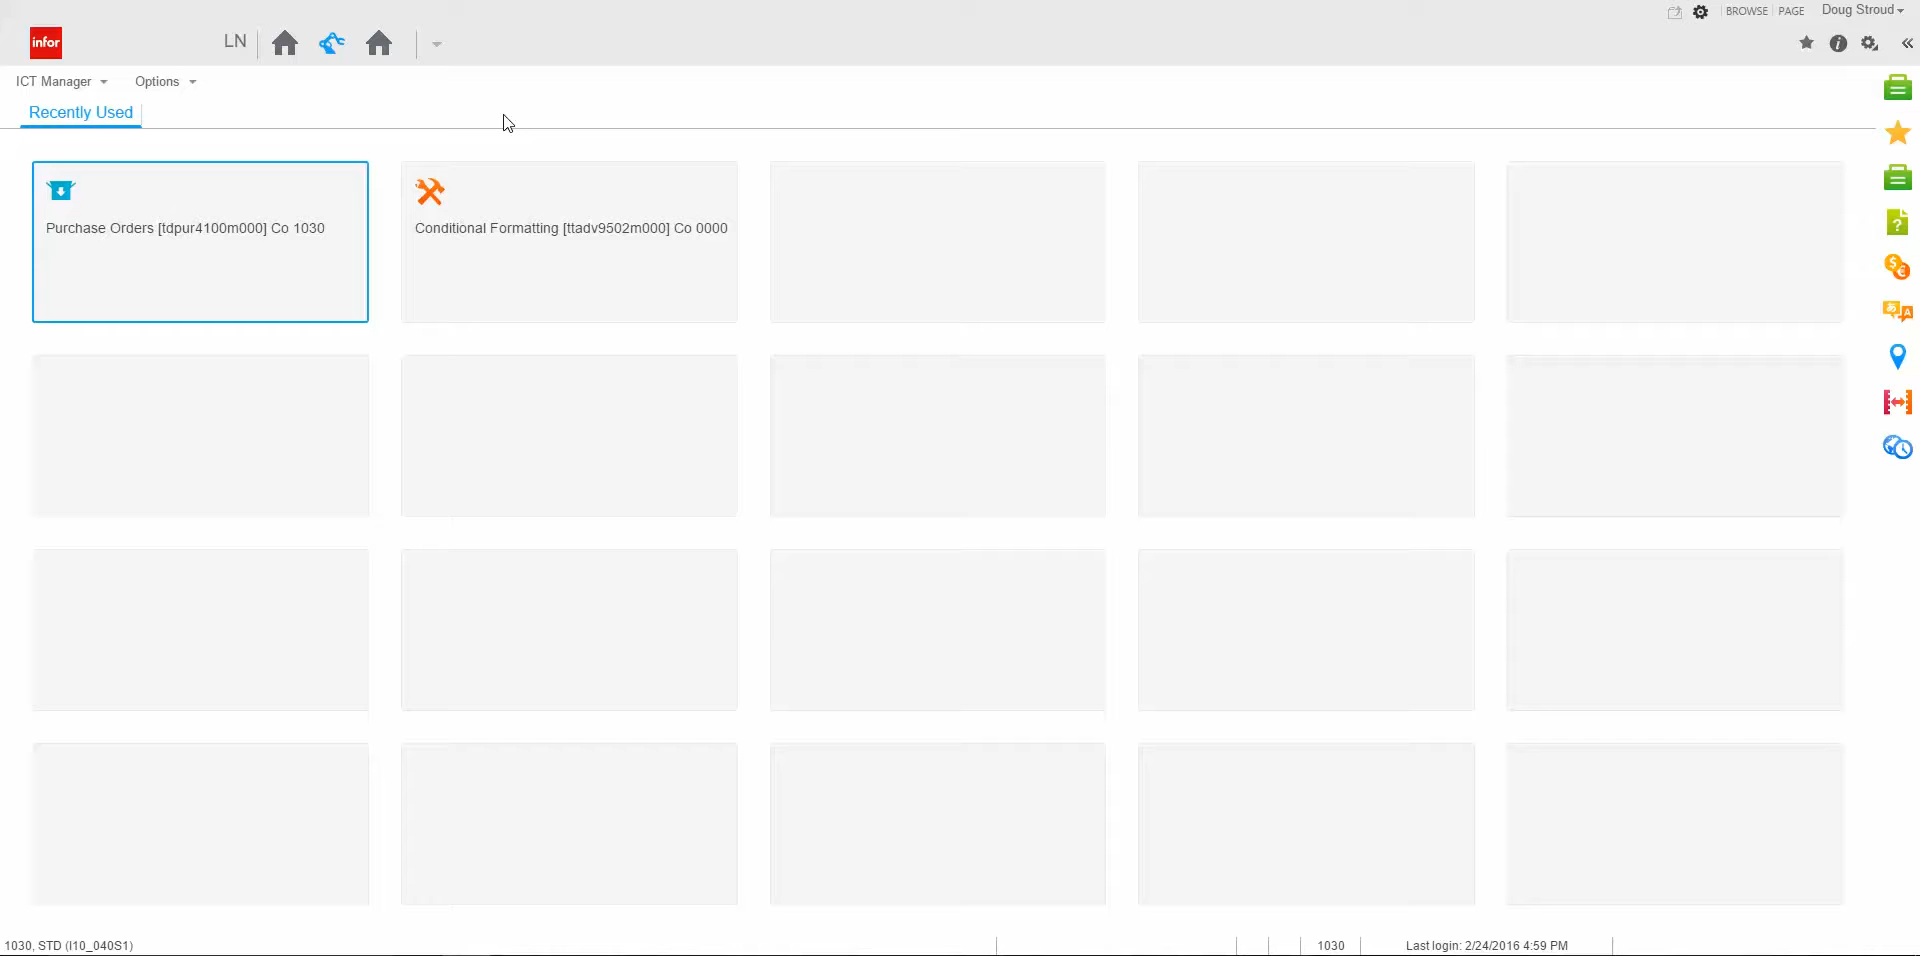 BROWSE PAGE Doug Stroud
infor
LN
ICT Manager Options
Recently Used
Purchase Orders [tdpur4100m000] Co 1030
Conditional Formatting [ttadv9502m000] Co 0000
1030, STD (I10_040S1)
1030
Last login: 2/24/2016 4:59 PM